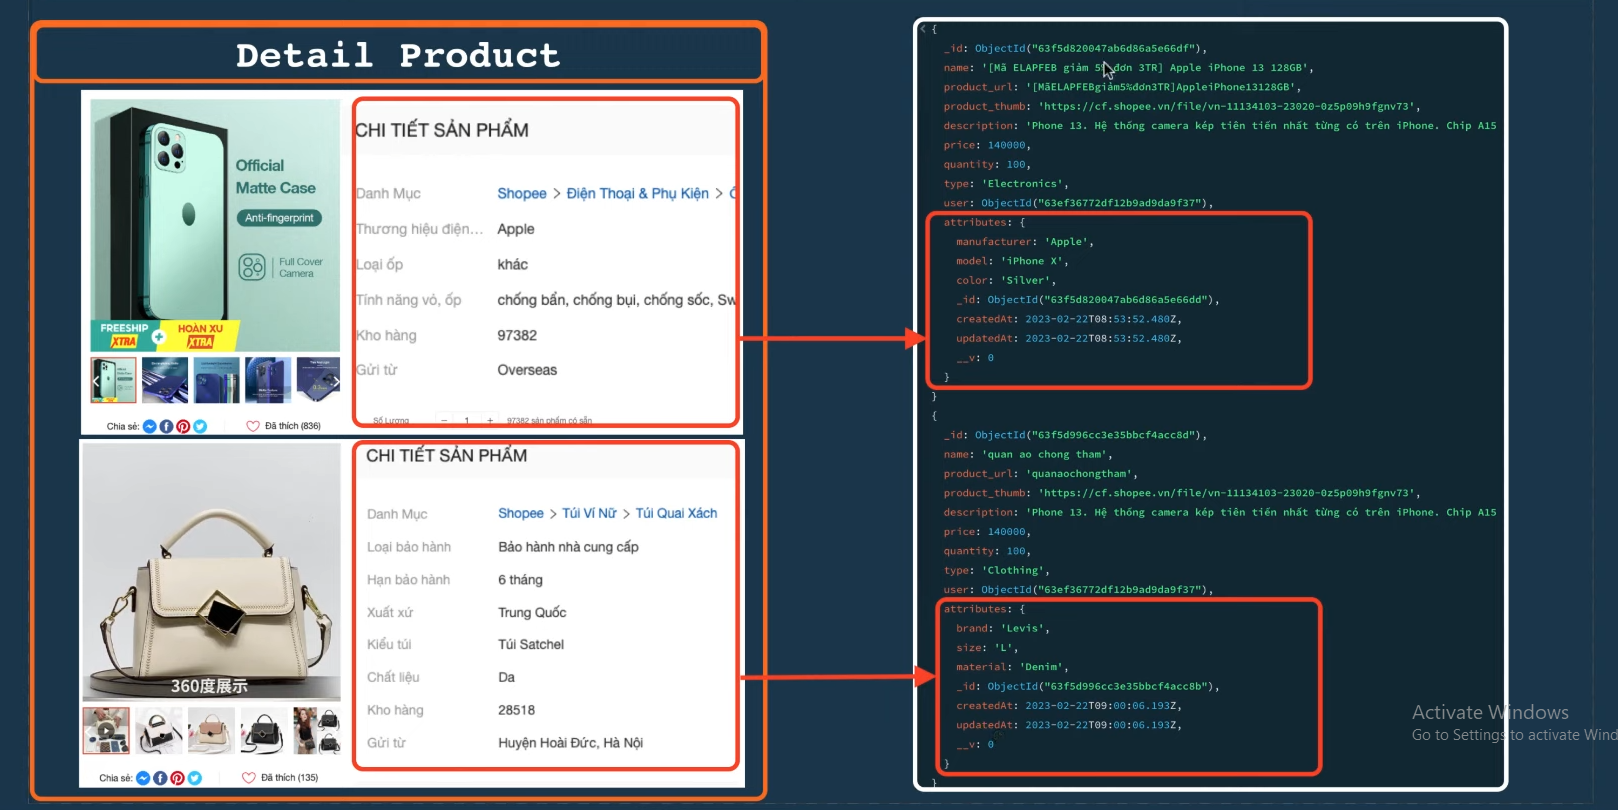 Detail Product
Official
Matte Case
Anti-fingerprint
Full Cover
Camera
FREESHIP
XTRA
+
HOÀN XU
XTRA
Chia sẻ:
Đã thích (836)
CHI TIẾT SẢN PHẨM
Danh Mục
Shopee > Điện Thoại & Phụ Kiện >
Thương hiệu điện...
Apple
Loại ốp
khác
Tính năng vỏ, ốp
chống bẩn, chống bụi, chống sốc, Sw
Kho hàng
97382
Gửi từ
Overseas
Số Lượng
− 1 +
97382 sản phẩm có sẵn
360度展示
Chia sẻ:
Đã thích (135)
CHI TIẾT SẢN PHẨM
Danh Mục
Shopee > Túi Ví Nữ > Túi Quai Xách
Loại bảo hành
Bảo hành nhà cung cấp
Hạn bảo hành
6 tháng
Xuất xứ
Trung Quốc
Kiểu túi
Túi Satchel
Chất liệu
Da
Kho hàng
28518
Gửi từ
Huyện Hoài Đức, Hà Nội
{
_id: ObjectId("63f5d820047ab6d86a5e66df"),
name: '[Mã ELAPFEB giảm 5% đơn 3TR] Apple iPhone 13 128GB',
product_url: '[MãELAPFEBgiảm5%đơn3TR]AppleiPhone13128GB',
product_thumb: 'https://cf.shopee.vn/file/vn-11134103-23020-0z5p09h9fgnv73',
description: 'Phone 13. Hệ thống camera kép tiên tiến nhất từng có trên iPhone. Chip A15
price: 140000,
quantity: 100,
type: 'Electronics',
user: ObjectId("63ef36772df12b9ad9da9f37"),
attributes: {
manufacturer: 'Apple',
model: 'iPhone X',
color: 'Silver',
_id: ObjectId("63f5d820047ab6d86a5e66dd"),
createdAt: 2023-02-22T08:53:52.480Z,
updatedAt: 2023-02-22T08:53:52.480Z,
__v: 0
}
}
{
_id: ObjectId("63f5d996cc3e35bbcf4acc8d"),
name: 'quan ao chong tham',
product_url: 'quanaochongtham',
product_thumb: 'https://cf.shopee.vn/file/vn-11134103-23020-0z5p09h9fgnv73',
description: 'Phone 13. Hệ thống camera kép tiên tiến nhất từng có trên iPhone. Chip A15
price: 140000,
quantity: 100,
type: 'Clothing',
user: ObjectId("63ef36772df12b9ad9da9f37"),
attributes: {
brand: 'Levis',
size: 'L',
material: 'Denim',
_id: ObjectId("63f5d996cc3e35bbcf4acc8b"),
createdAt: 2023-02-22T09:00:06.193Z,
updatedAt: 2023-02-22T09:00:06.193Z,
__v: 0
}
}
Activate Windows
Go to Settings to activate Wind